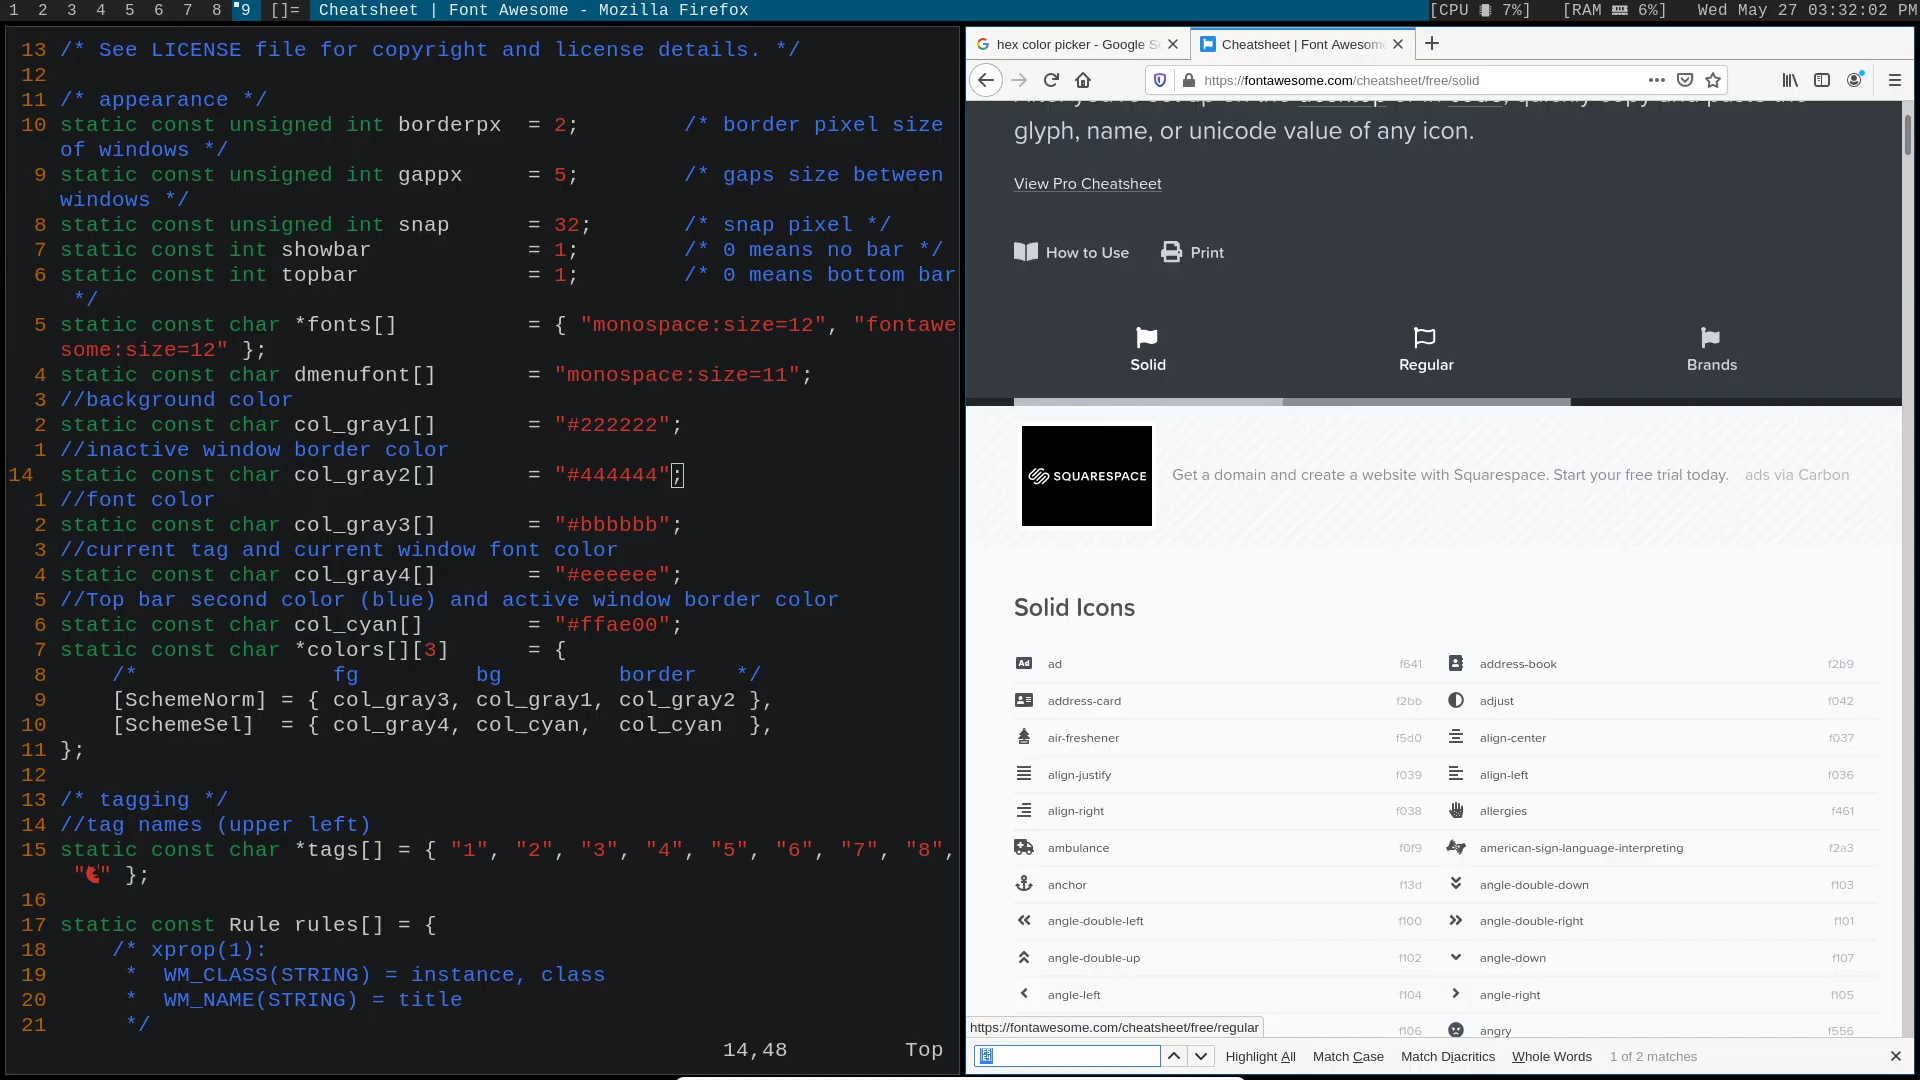 1 2 3 4 5 6 7 8 9 []= Cheatsheet | Font Awesome - Mozilla Firefox [CPU 7%] [RAM 6%] Wed May 27 03:32:02 PM
13 /* See LICENSE file for copyright and license details. */
12
11 /* appearance */
10 static const unsigned int borderpx  = 2;        /* border pixel size
of windows */
9 static const unsigned int gappx     = 5;        /* gaps size between
windows */
8 static const unsigned int snap      = 32;       /* snap pixel */
7 static const int showbar            = 1;        /* 0 means no bar */
6 static const int topbar             = 1;        /* 0 means bottom bar
*/
5 static const char *fonts[]          = { "monospace:size=12", "fontawe
some:size=12" };
4 static const char dmenufont[]       = "monospace:size=11";
3 //background color
2 static const char col_gray1[]       = "#222222";
1 //inactive window border color
14 static const char col_gray2[]       = "#444444";
1 //font color
2 static const char col_gray3[]       = "#bbbbbb";
3 //current tag and current window font color
4 static const char col_gray4[]       = "#eeeeee";
5 //Top bar second color (blue) and active window border color
6 static const char col_cyan[]        = "#ffae00";
7 static const char *colors[][3]      = {
8     /*               fg         bg         border   */
9     [SchemeNorm] = { col_gray3, col_gray1, col_gray2 },
10     [SchemeSel]  = { col_gray4, col_cyan,  col_cyan  },
11 };
12
13 /* tagging */
14 //tag names (upper left)
15 static const char *tags[] = { "1", "2", "3", "4", "5", "6", "7", "8",
"" };
16
17 static const Rule rules[] = {
18     /* xprop(1):
19      *  WM_CLASS(STRING) = instance, class
20      *  WM_NAME(STRING) = title
21      */
14,48 Top
hex color picker - Google S
Cheatsheet | Font Awesome
https://fontawesome.com/cheatsheet/free/solid
glyph, name, or unicode value of any icon.
View Pro Cheatsheet
How to Use Print
Solid Regular Brands
SQUARESPACE
Get a domain and create a website with Squarespace. Start your free trial today. ads via Carbon
Solid Icons
Ad ad f641 address-book f2b9
address-card f2bb adjust f042
air-freshener f5d0 align-center f037
align-justify f039 align-left f036
align-right f038 allergies f461
ambulance f0f9 american-sign-language-interpreting f2a3
anchor f13d angle-double-down f103
angle-double-left f100 angle-double-right f101
angle-double-up f102 angle-down f107
angle-left f104 angle-right f105
f106 angry f556
https://fontawesome.com/cheatsheet/free/regular
Highlight All Match Case Match Diacritics Whole Words 1 of 2 matches